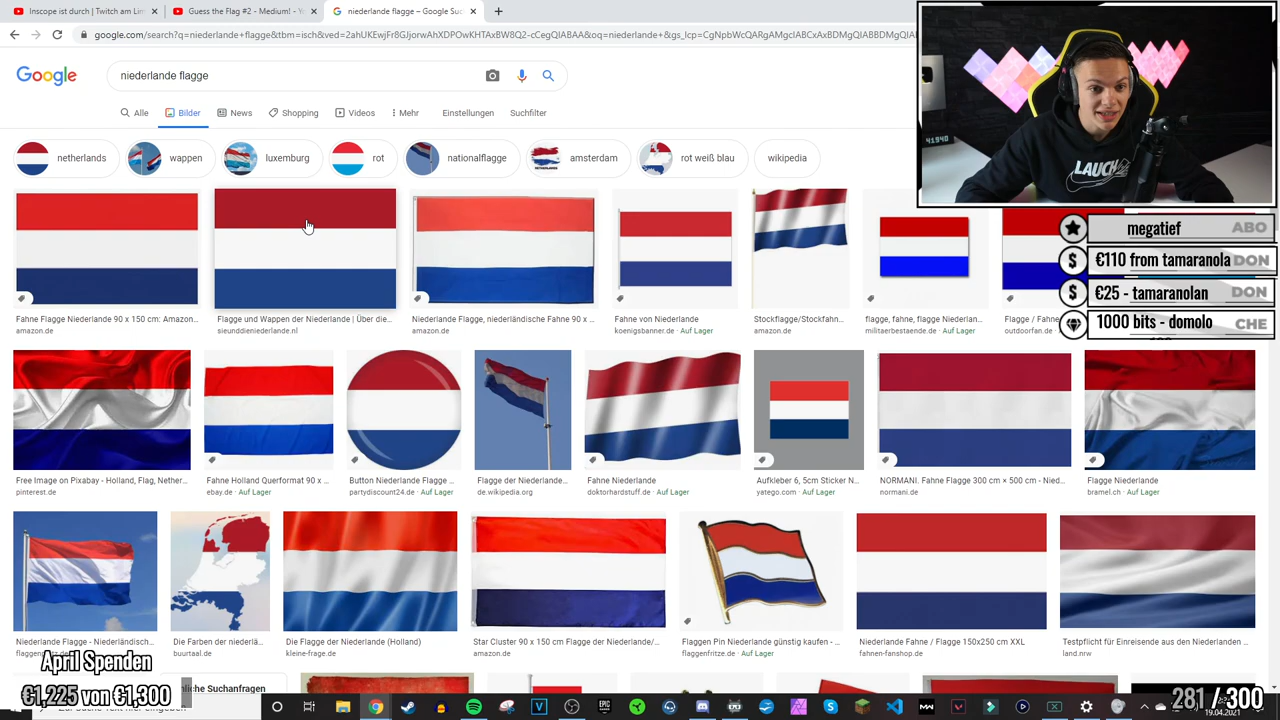 Inscope ist durch | Twitch am Lim
Guess the Flag #2 - Medium! - Y
niederlande flagge – Google Su
google.com/search?q=niederlande+flagge&tbm=isch&ved=2ahUKEwjFr8GJjorwAhXDPOwKHTAxBW8Q2-cCegQIABAA&oq=niederlande+&gs_lcp=CgNpbWcQARgAMgcIABCxAxBDMgQIABBDMgQIA
Google
niederlande flagge
Alle Bilder News Shopping Videos Mehr Einstellungen Suchfilter
netherlands wappen luxemburg rot nationalflagge amsterdam rot weiß blau wikipedia
LAUCH
41940
megatief ABO
€110 from tamaranola DON
€25 - tamaranolan DON
1000 bits - domolo CHE
Fahne Flagge Niederlande 90 x 150 cm: Amazon... Flagge und Wappen der Niederlande | Über die... Niederlande Flagge, niederländische Fahne 90 x ... Fahne von Niederlande Stockflagge/Stockfahn... flagge, fahne, flagge Niederlan... Flagge / Fahne
amazon.de sieunddieniederlande.nl amazon.de koenigsbanner.de · Auf Lager amazon.de militaerbestaende.de · Auf Lager outdoorfan.de · Auf Lager
Free Image on Pixabay - Holland, Flag, Nether... Fahne Holland Querformat 90 x ... Button Niederlande Flagge ... Flagge der Niederlande... Fahne Niederlande Aufkleber 6, 5cm Sticker N... NORMANI. Fahne Flagge 300 cm × 500 cm - Nied... Flagge Niederlande
pinterest.de ebay.de · Auf Lager partydiscount24.de · Auf Lager de.wikipedia.org doktorhardstuff.de · Auf Lager yatego.com · Auf Lager normani.de bramel.ch · Auf Lager
Niederlande Flagge - Niederländisch... Die Farben der niederlä... Die Flagge der Niederlande (Holland) Star Cluster 90 x 150 cm Flagge der Niederlande/... Flaggen Pin Niederlande günstig kaufen - ... Niederlande Fahne / Flagge 150x250 cm XXL Testpflicht für Einreisende aus den Niederlanden ...
buurtaal.de kleine-frage.de amazon.de flaggenfritze.de · Auf Lager fahnen-fanshop.de land.nrw
April Spenden
€1,225 von €1,300
nliche Suchanfragen
281 / 300
19.04.2021